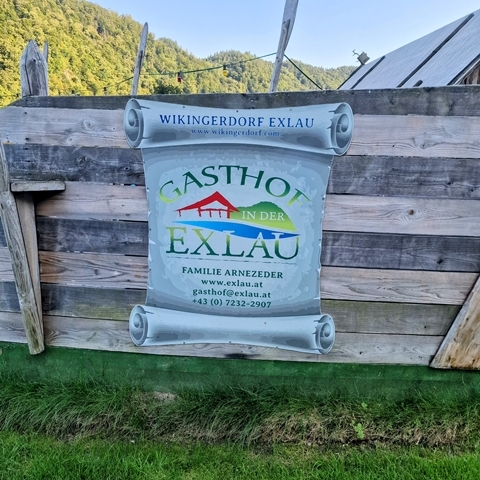 WIKINGERDORF EXLAU
www.wikingerdorf.com
GASTHOF
IN DER
EXLAU
FAMILIE ARNEZEDER
www.exlau.at
gasthof@exlau.at
+43 (0) 7232-2907